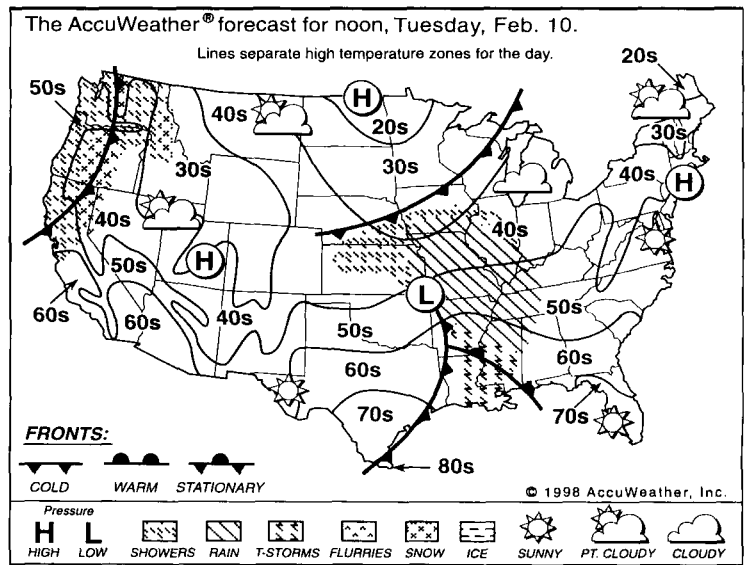 The AccuWeather® forecast for noon, Tuesday, Feb. 10.
Lines separate high temperature zones for the day.
20s
50s
H
40s
20s
30s
30s
30s
40s
H
40s
40s
H
50s
L
50s
60s
60s
40s
50s
60s
60s
70s
70s
80s
FRONTS:
COLD WARM STATIONARY
© 1998 AccuWeather, Inc.
Pressure
H L
HIGH LOW SHOWERS RAIN T-STORMS FLURRIES SNOW ICE SUNNY PT. CLOUDY CLOUDY